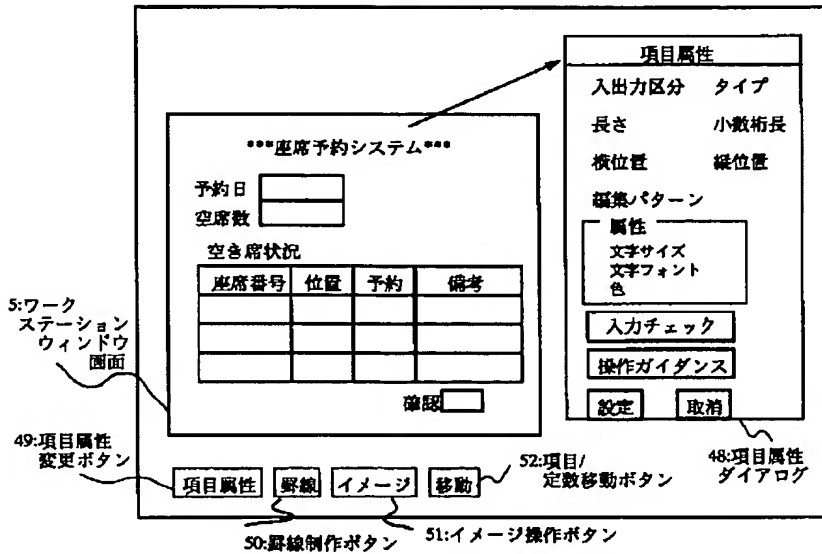 項目属性
入出力区分 タイプ
長さ 小数桁長
横位置 縦位置
編集パターン
属性
文字サイズ
文字フォント
色
入力チェック
操作ガイダンス
設定 取消
***座席予約システム***
予約日
空席数
空き席状況
座席番号 位置 予約 備考
確認
5:ワーク
ステーション
ウィンドウ
画面
49:項目属性
変更ボタン
項目属性 罫線 イメージ 移動
52:項目/
定数移動ボタン
48:項目属性
ダイアログ
50:罫線制作ボタン
51:イメージ操作ボタン